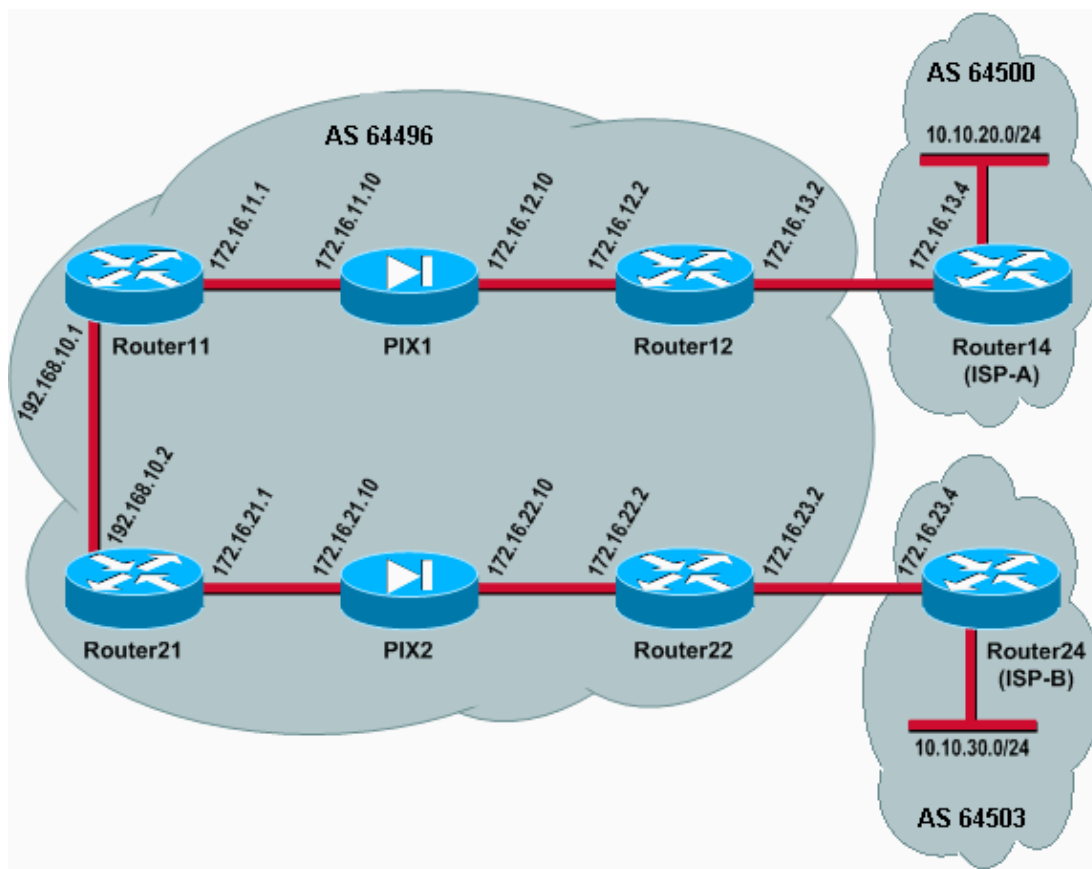 AS 64500
10.10.20.0/24
AS 64496
172.16.11.1
172.16.11.10
172.16.12.10
172.16.12.2
172.16.13.2
172.16.13.4
Router11
PIX1
Router12
Router14
(ISP-A)
192.168.10.1
192.168.10.2
172.16.21.1
172.16.21.10
172.16.22.10
172.16.22.2
172.16.23.2
172.16.23.4
Router21
PIX2
Router22
Router24
(ISP-B)
10.10.30.0/24
AS 64503